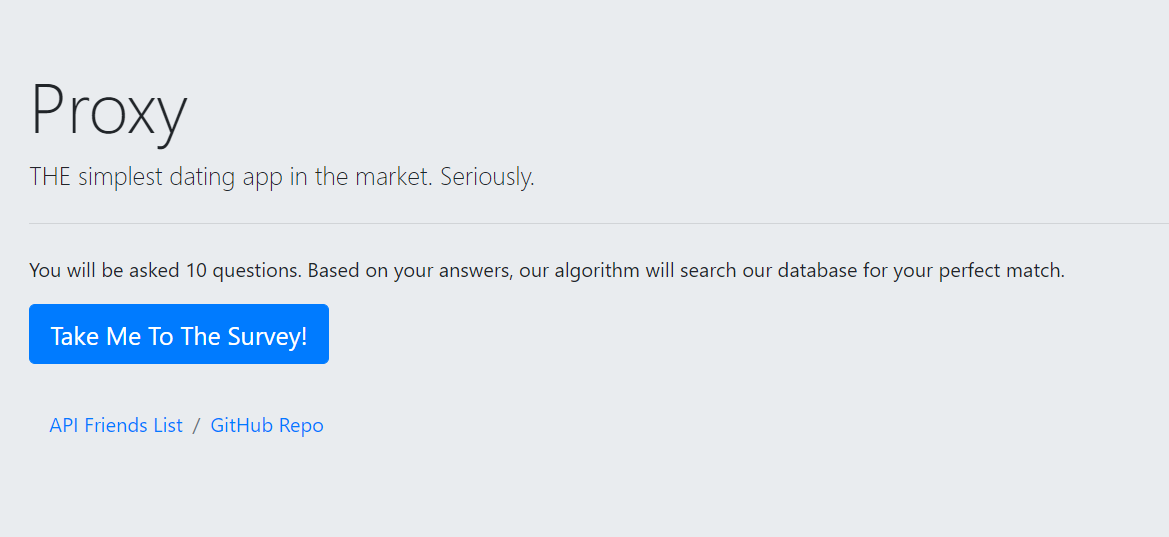 Proxy
THE simplest dating app in the market. Seriously.
You will be asked 10 questions. Based on your answers, our algorithm will search our database for your perfect match.
Take Me To The Survey!
API Friends List / GitHub Repo